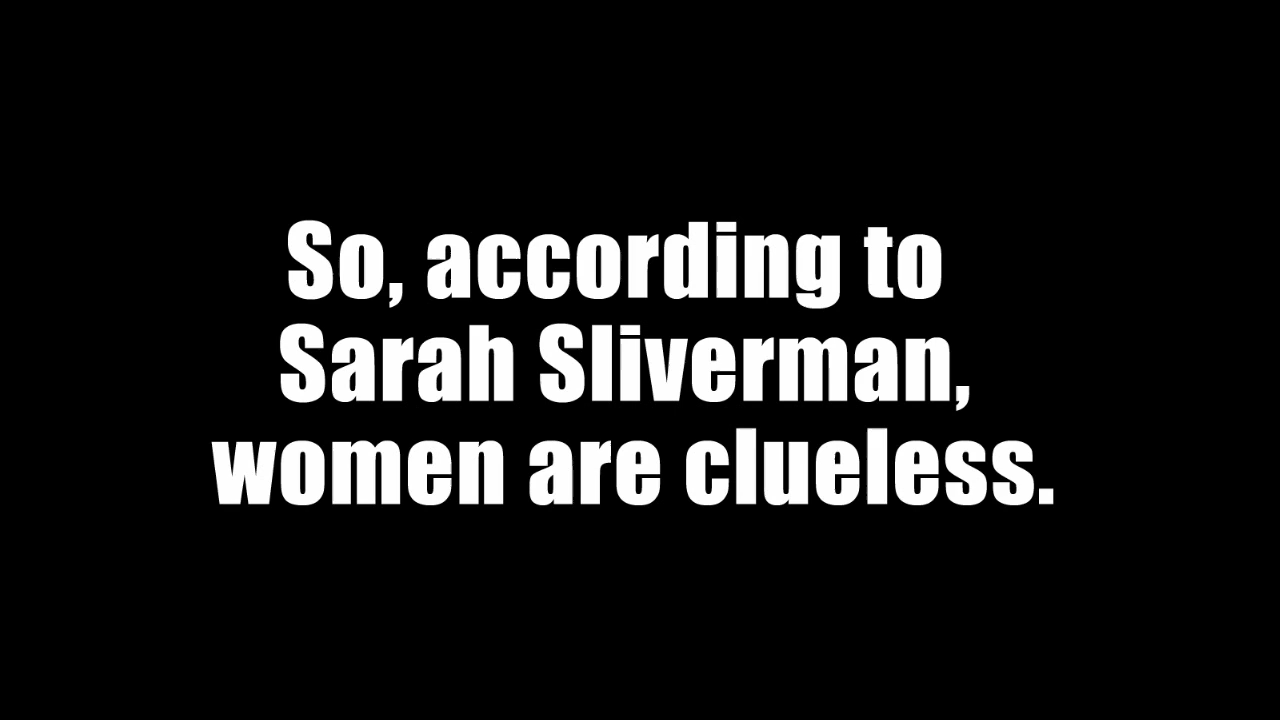 So, according to
Sarah Sliverman,
women are clueless.